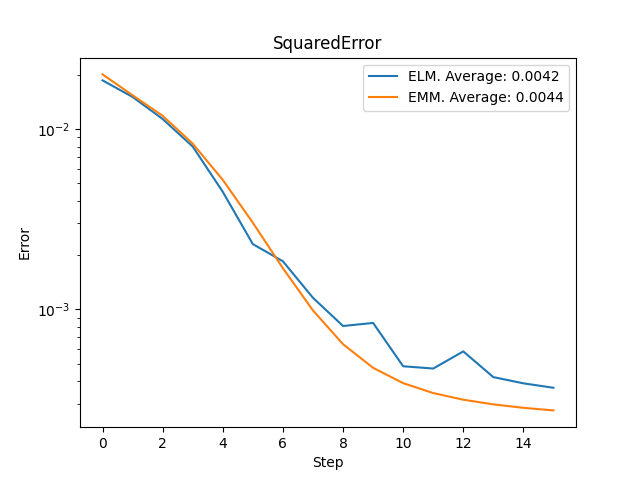 SquaredError
ELM. Average: 0.0042
EMM. Average: 0.0044
10⁻²
10⁻³
Error
0 2 4 6 8 10 12 14
Step